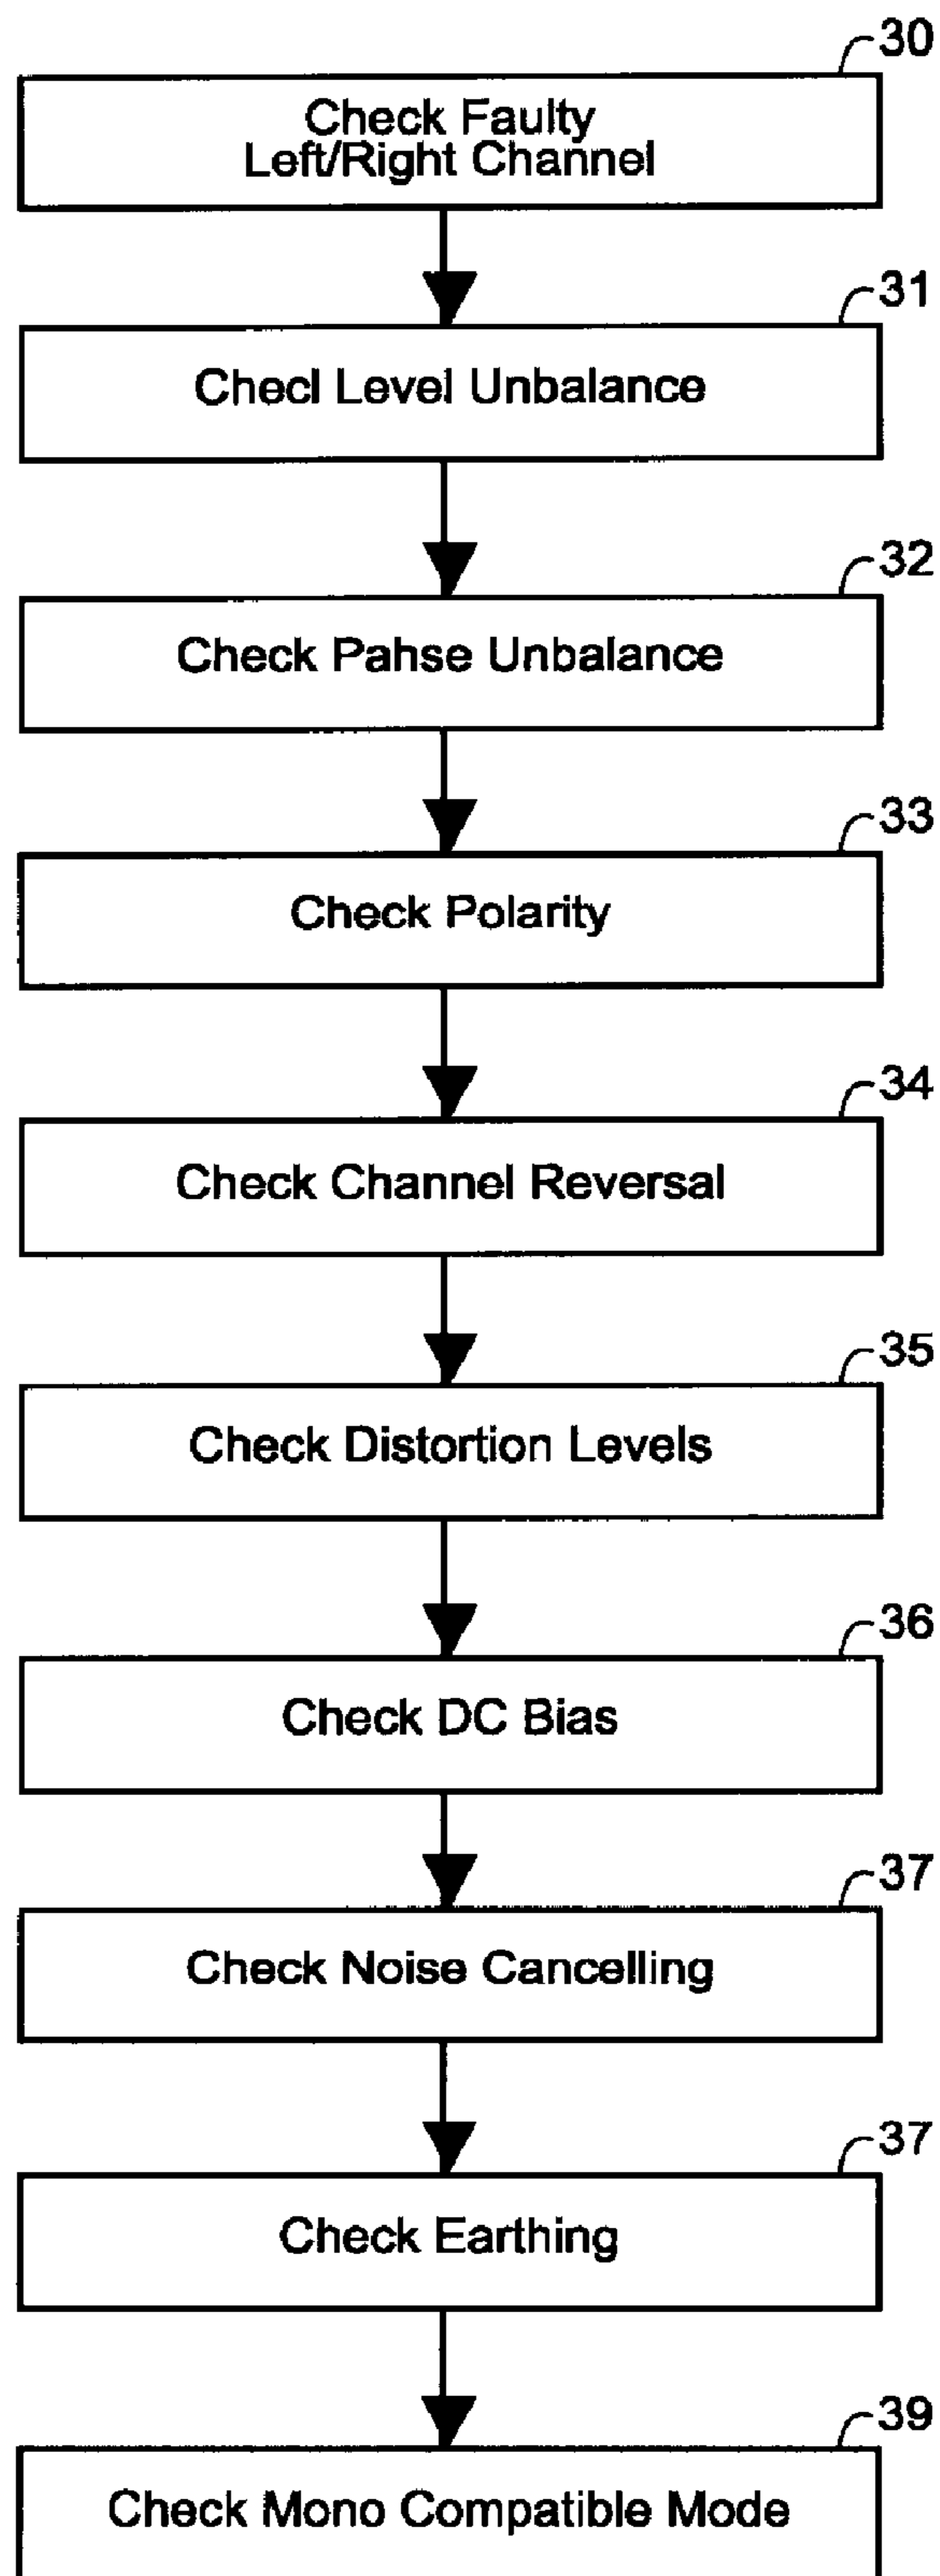 30
Check Faulty
Left/Right Channel
31
Checl Level Unbalance
32
Check Pahse Unbalance
33
Check Polarity
34
Check Channel Reversal
35
Check Distortion Levels
36
Check DC Bias
37
Check Noise Cancelling
37
Check Earthing
39
Check Mono Compatible Mode